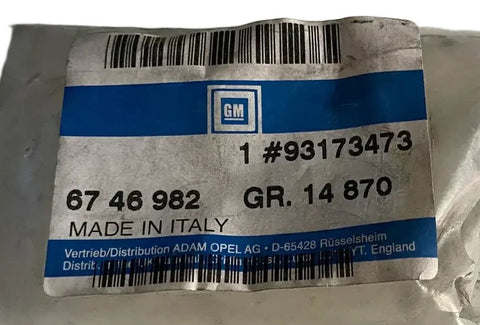 GM
1 #93173473
67 46 982 GR. 14 870
MADE IN ITALY
Vertrieb/Distribution ADAM OPEL AG · D-65428 Rüsselsheim
England